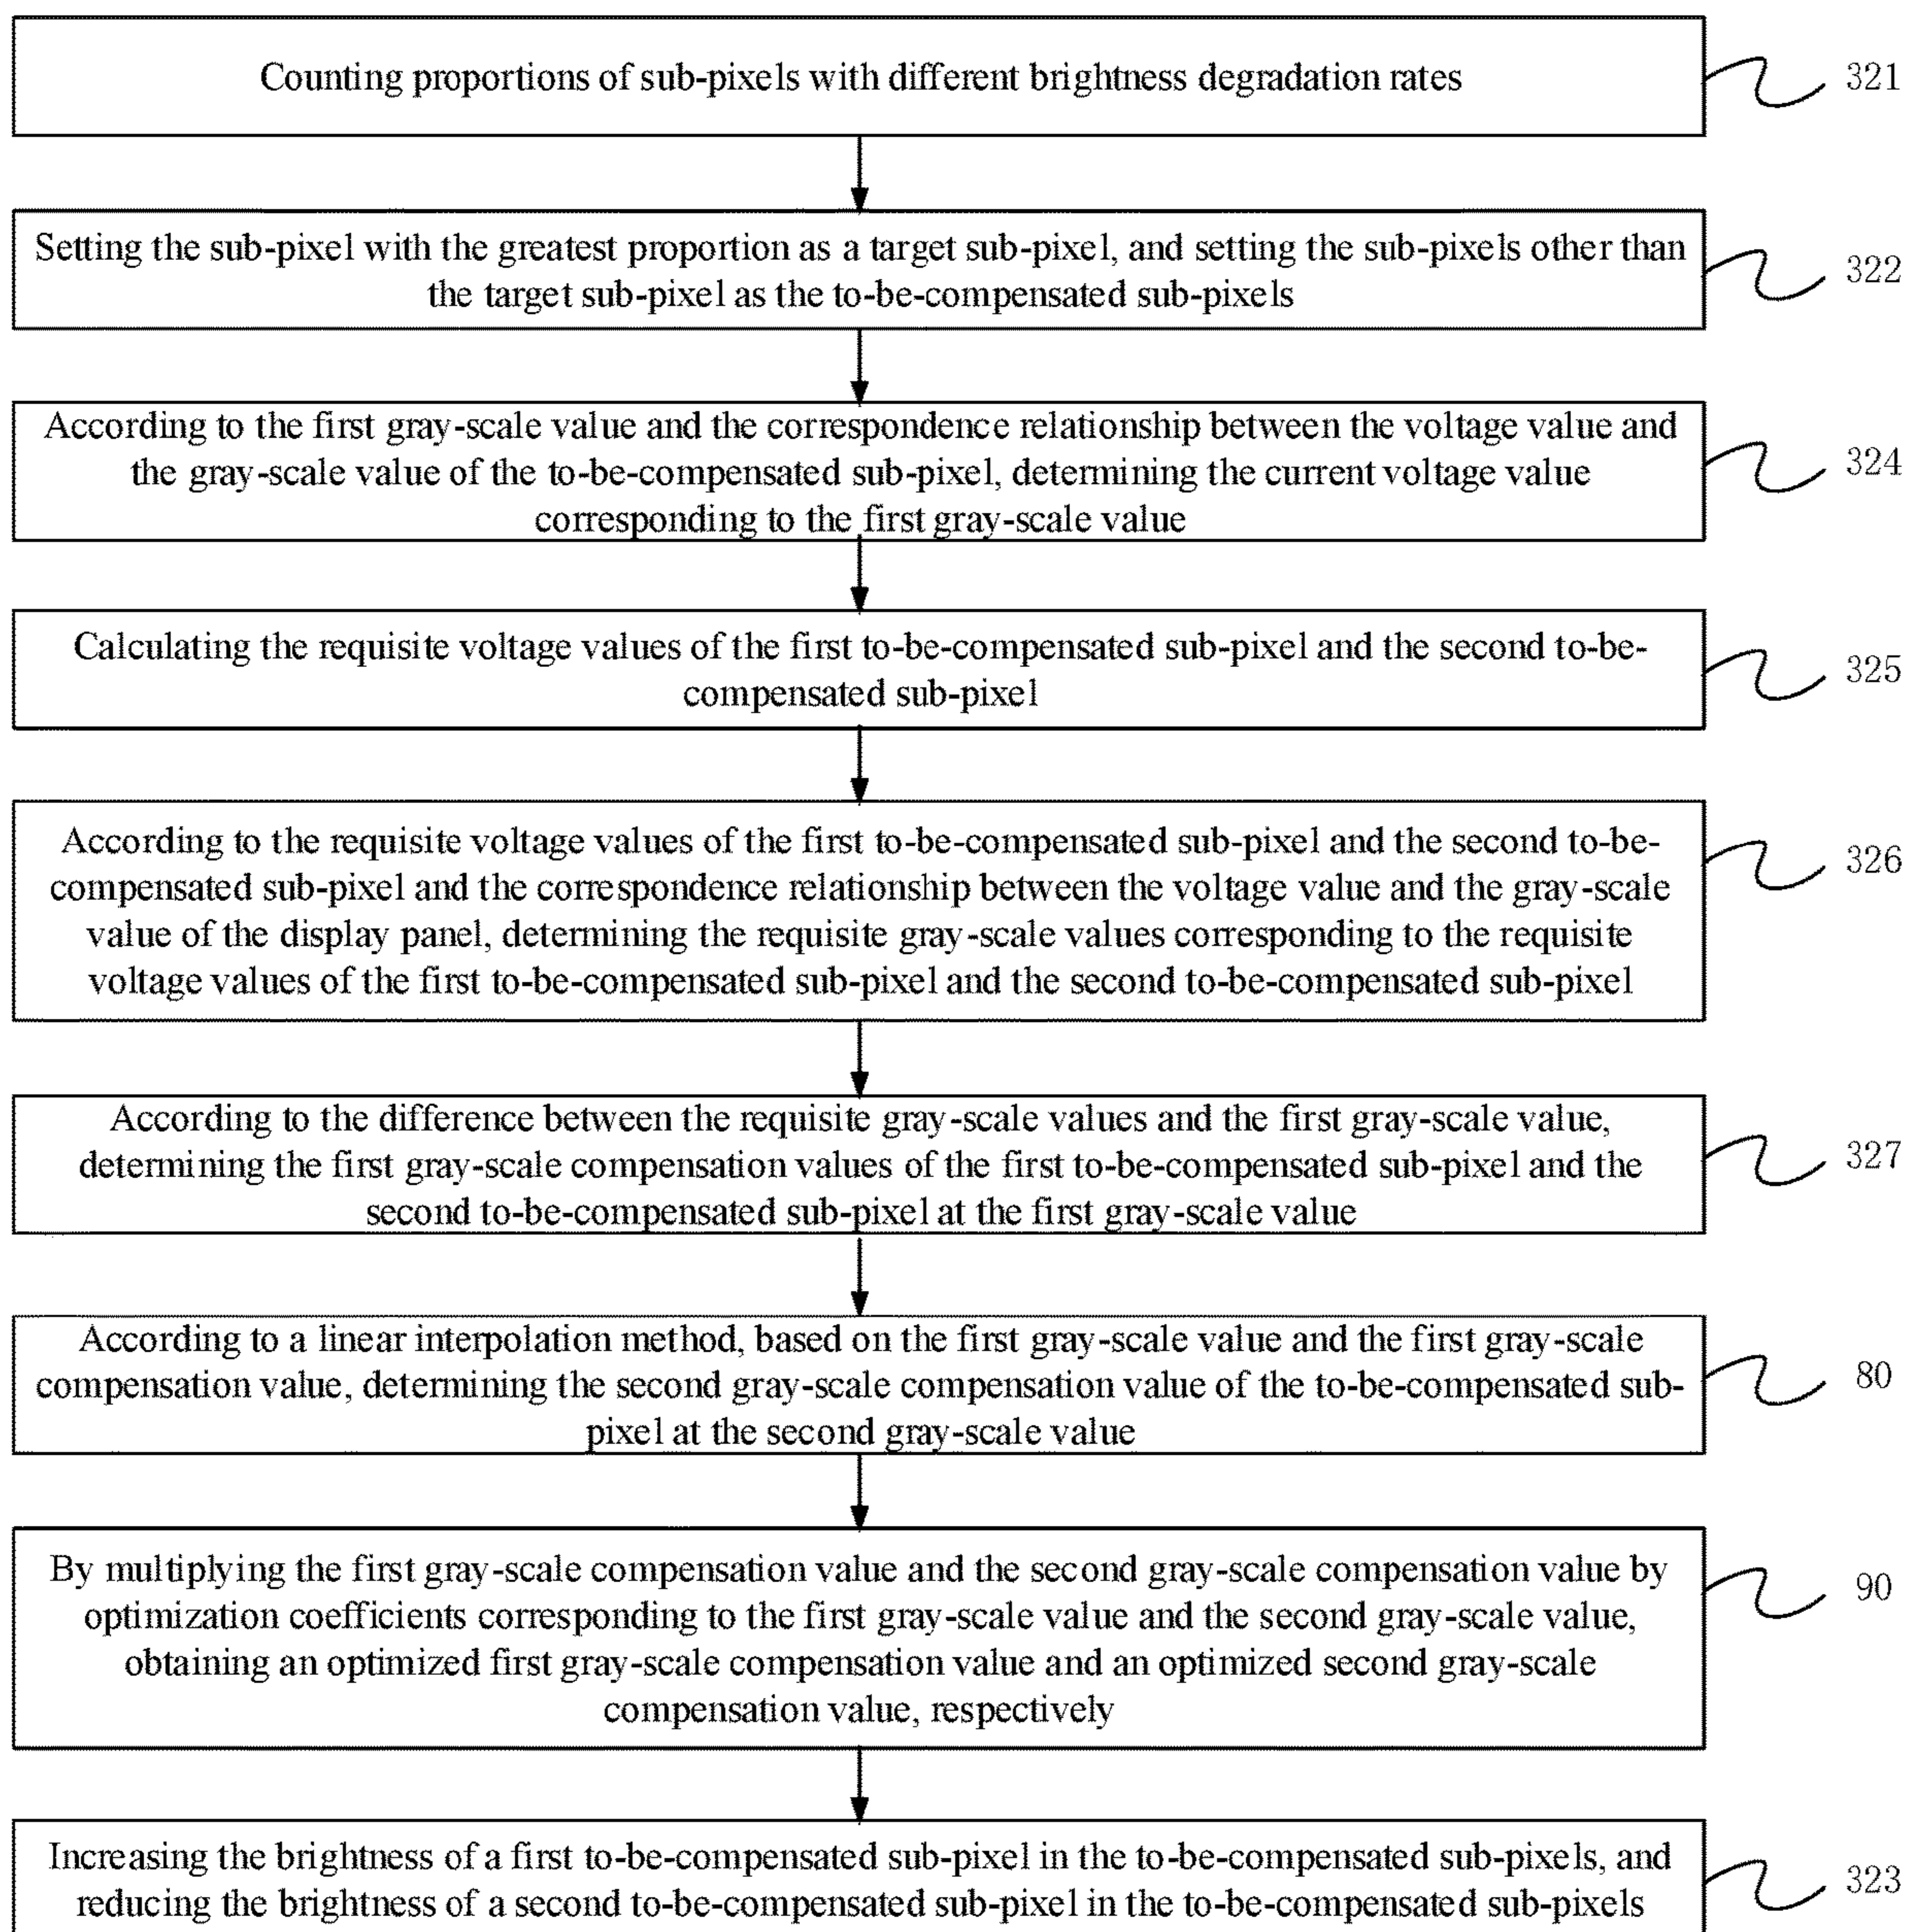 Counting proportions of sub-pixels with different brightness degradation rates
321
Setting the sub-pixel with the greatest proportion as a target sub-pixel, and setting the sub-pixels other than
the target sub-pixel as the to-be-compensated sub-pixels
322
According to the first gray-scale value and the correspondence relationship between the voltage value and
the gray-scale value of the to-be-compensated sub-pixel, determining the current voltage value
corresponding to the first gray-scale value
324
Calculating the requisite voltage values of the first to-be-compensated sub-pixel and the second to-be-
compensated sub-pixel
325
According to the requisite voltage values of the first to-be-compensated sub-pixel and the second to-be-
compensated sub-pixel and the correspondence relationship between the voltage value and the gray-scale
value of the display panel, determining the requisite gray-scale values corresponding to the requisite
voltage values of the first to-be-compensated sub-pixel and the second to-be-compensated sub-pixel
326
According to the difference between the requisite gray-scale values and the first gray-scale value,
determining the first gray-scale compensation values of the first to-be-compensated sub-pixel and the
second to-be-compensated sub-pixel at the first gray-scale value
327
According to a linear interpolation method, based on the first gray-scale value and the first gray-scale
compensation value, determining the second gray-scale compensation value of the to-be-compensated sub-
pixel at the second gray-scale value
80
By multiplying the first gray-scale compensation value and the second gray-scale compensation value by
optimization coefficients corresponding to the first gray-scale value and the second gray-scale value,
obtaining an optimized first gray-scale compensation value and an optimized second gray-scale
compensation value, respectively
90
Increasing the brightness of a first to-be-compensated sub-pixel in the to-be-compensated sub-pixels, and
reducing the brightness of a second to-be-compensated sub-pixel in the to-be-compensated sub-pixels
323